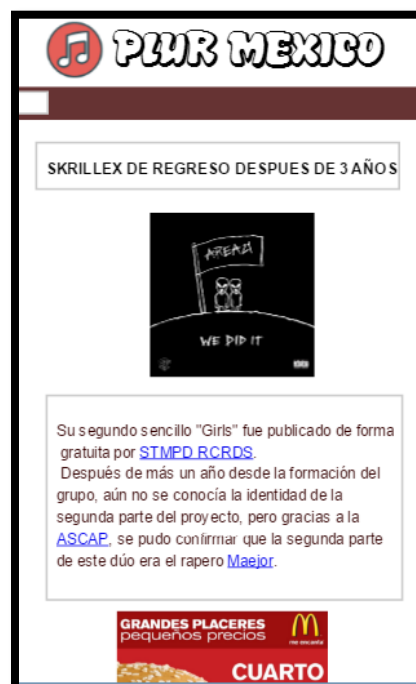 PLUR MEXICO
SKRILLEX DE REGRESO DESPUES DE 3 AÑOS
AREA21
WE DID IT
Su segundo sencillo "Girls" fue publicado de forma
gratuita por STMPD RCRDS.
Después de más un año desde la formación del
grupo, aún no se conocía la identidad de la
segunda parte del proyecto, pero gracias a la
ASCAP, se pudo confirmar que la segunda parte
de este dúo era el rapero Maejor.
GRANDES PLACERES
pequeños precios
me encanta
CUARTO